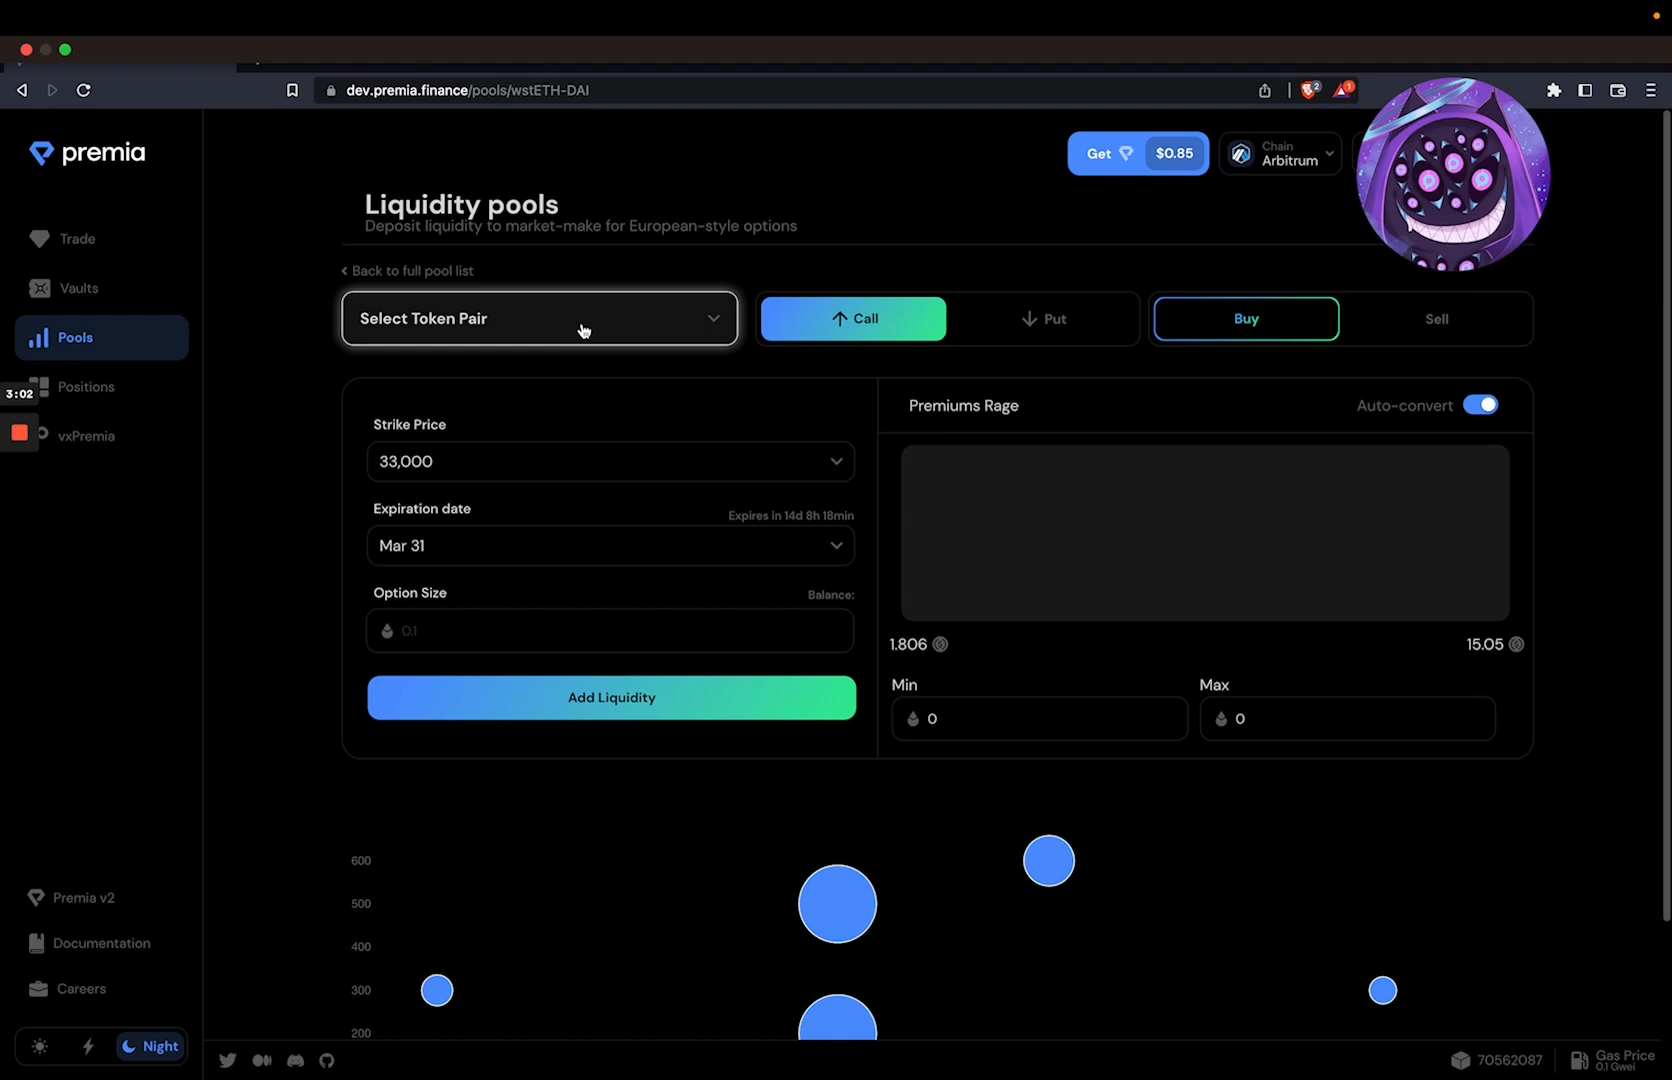 dev.premia.finance/pools/wstETH-DAI
2
1
premia
Get $0.85
Chain
Arbitrum
Liquidity pools
Deposit liquidity to market-make for European-style options
Trade
Vaults
Pools
Positions
vxPremia
3:02
Back to full pool list
Select Token Pair
Call
Put
Buy
Sell
Strike Price
33,000
Expiration date
Expires in 14d 8h 18min
Mar 31
Option Size
Balance:
0.1
Add Liquidity
Premiums Rage
Auto-convert
1.806
15.05
Min
Max
0
0
600
500
400
300
200
Premia v2
Documentation
Careers
Night
70562087
Gas Price
0.1 Gwei